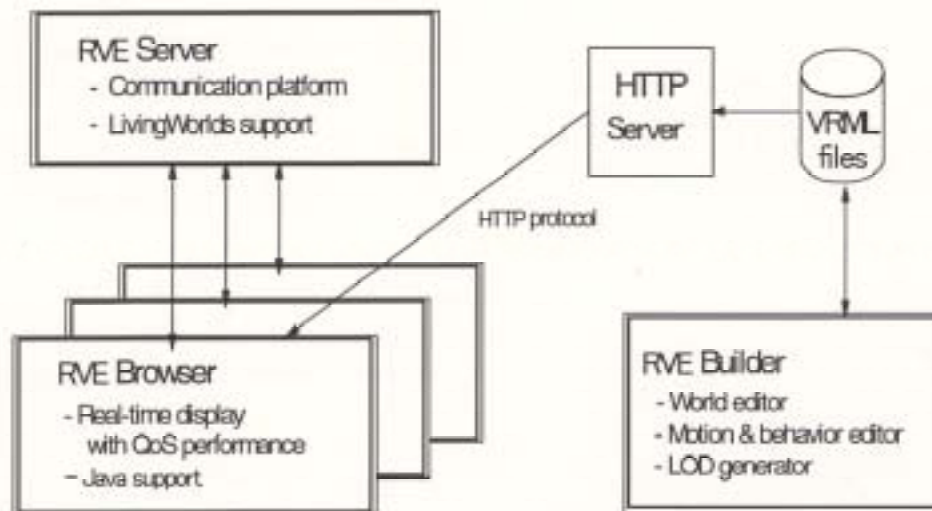 RVE Server
- Communication platform
- LivingWorlds support
HTTP
Server
VRML
files
HTTP protocol
RVE Browser
- Real-time display
with QoS performance
- Java support
RVE Builder
- World editor
- Motion & behavior editor
- LOD generator